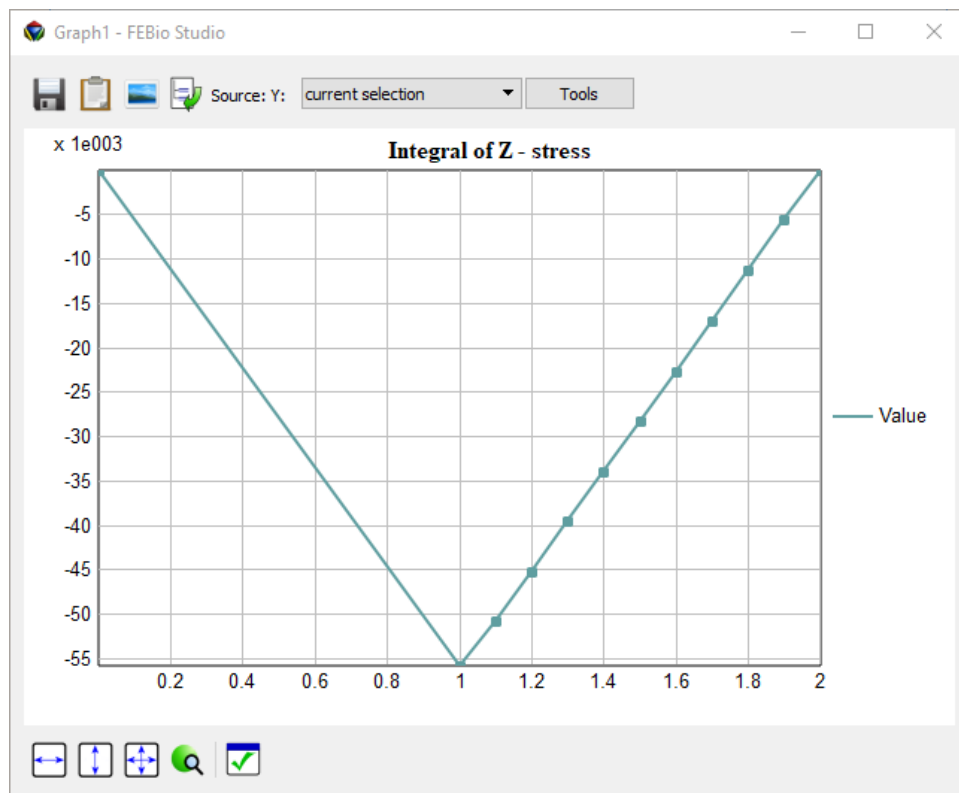 Graph1 - FEBio Studio
Source: Y: current selection Tools
x 1e003
Integral of Z - stress
-5
-10
-15
-20
-25
-30
-35
-40
-45
-50
-55
Value
0.2 0.4 0.6 0.8 1 1.2 1.4 1.6 1.8 2